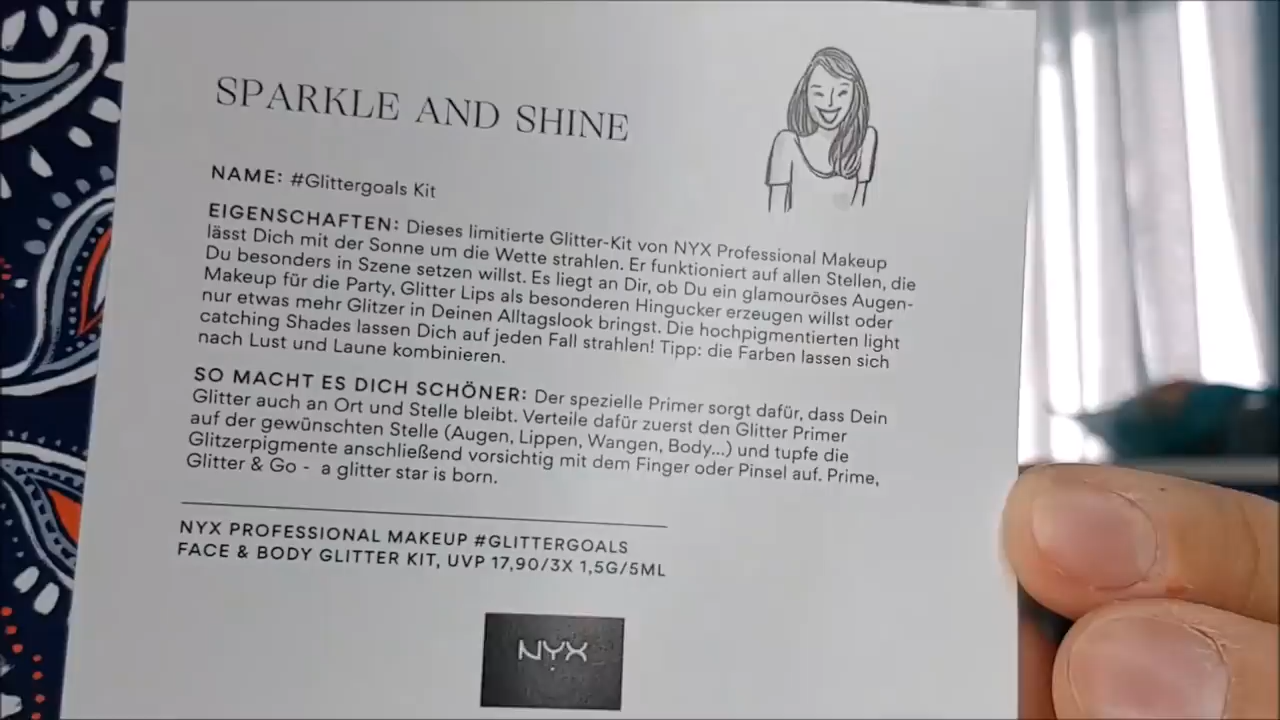 SPARKLE AND SHINE
NAME: #Glittergoals Kit
EIGENSCHAFTEN: Dieses limitierte Glitter-Kit von NYX Professional Makeup
lässt Dich mit der Sonne um die Wette strahlen. Er funktioniert auf allen Stellen, die
Du besonders in Szene setzen willst. Es liegt an Dir, ob Du ein glamouröses Augen-
Makeup für die Party, Glitter Lips als besonderen Hingucker erzeugen willst oder
nur etwas mehr Glitzer in Deinen Alltagslook bringst. Die hochpigmentierten light
catching Shades lassen Dich auf jeden Fall strahlen! Tipp: die Farben lassen sich
nach Lust und Laune kombinieren.
SO MACHT ES DICH SCHÖNER: Der spezielle Primer sorgt dafür, dass Dein
Glitter auch an Ort und Stelle bleibt. Verteile dafür zuerst den Glitter Primer
auf der gewünschten Stelle (Augen, Lippen, Wangen, Body...) und tupfe die
Glitzerpigmente anschließend vorsichtig mit dem Finger oder Pinsel auf. Prime,
Glitter & Go - a glitter star is born.
NYX PROFESSIONAL MAKEUP #GLITTERGOALS
FACE & BODY GLITTER KIT, UVP 17,90/3X 1,5G/5ML
NYX